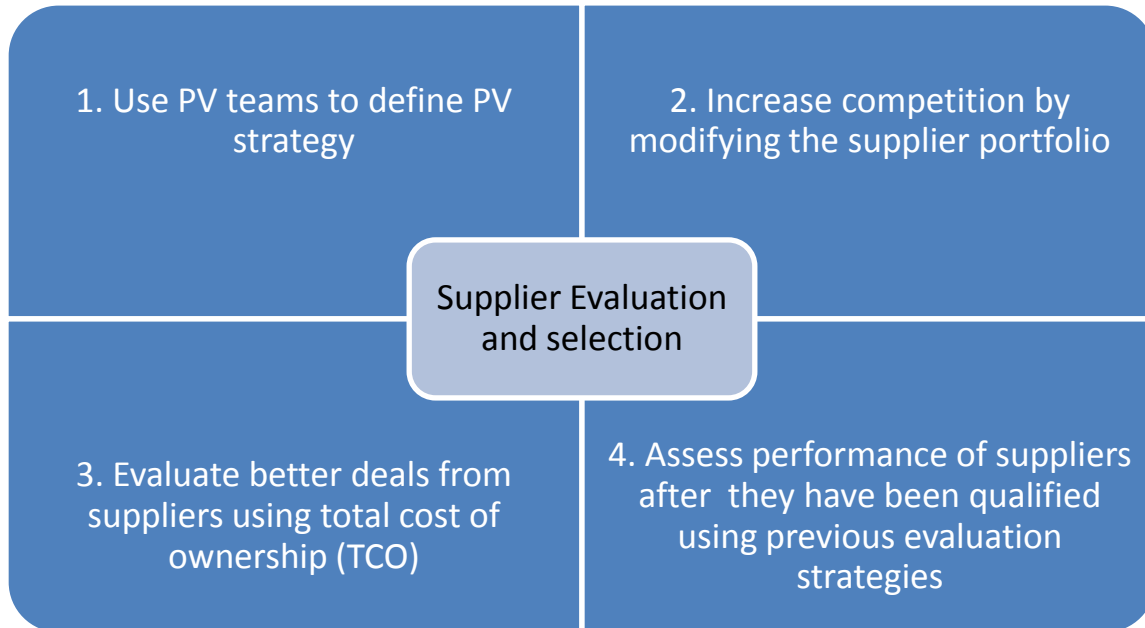 1. Use PV teams to define PV
strategy
2. Increase competition by
modifying the supplier portfolio
Supplier Evaluation
and selection
3. Evaluate better deals from
suppliers using total cost of
ownership (TCO)
4. Assess performance of suppliers
after  they have been qualified
using previous evaluation
strategies